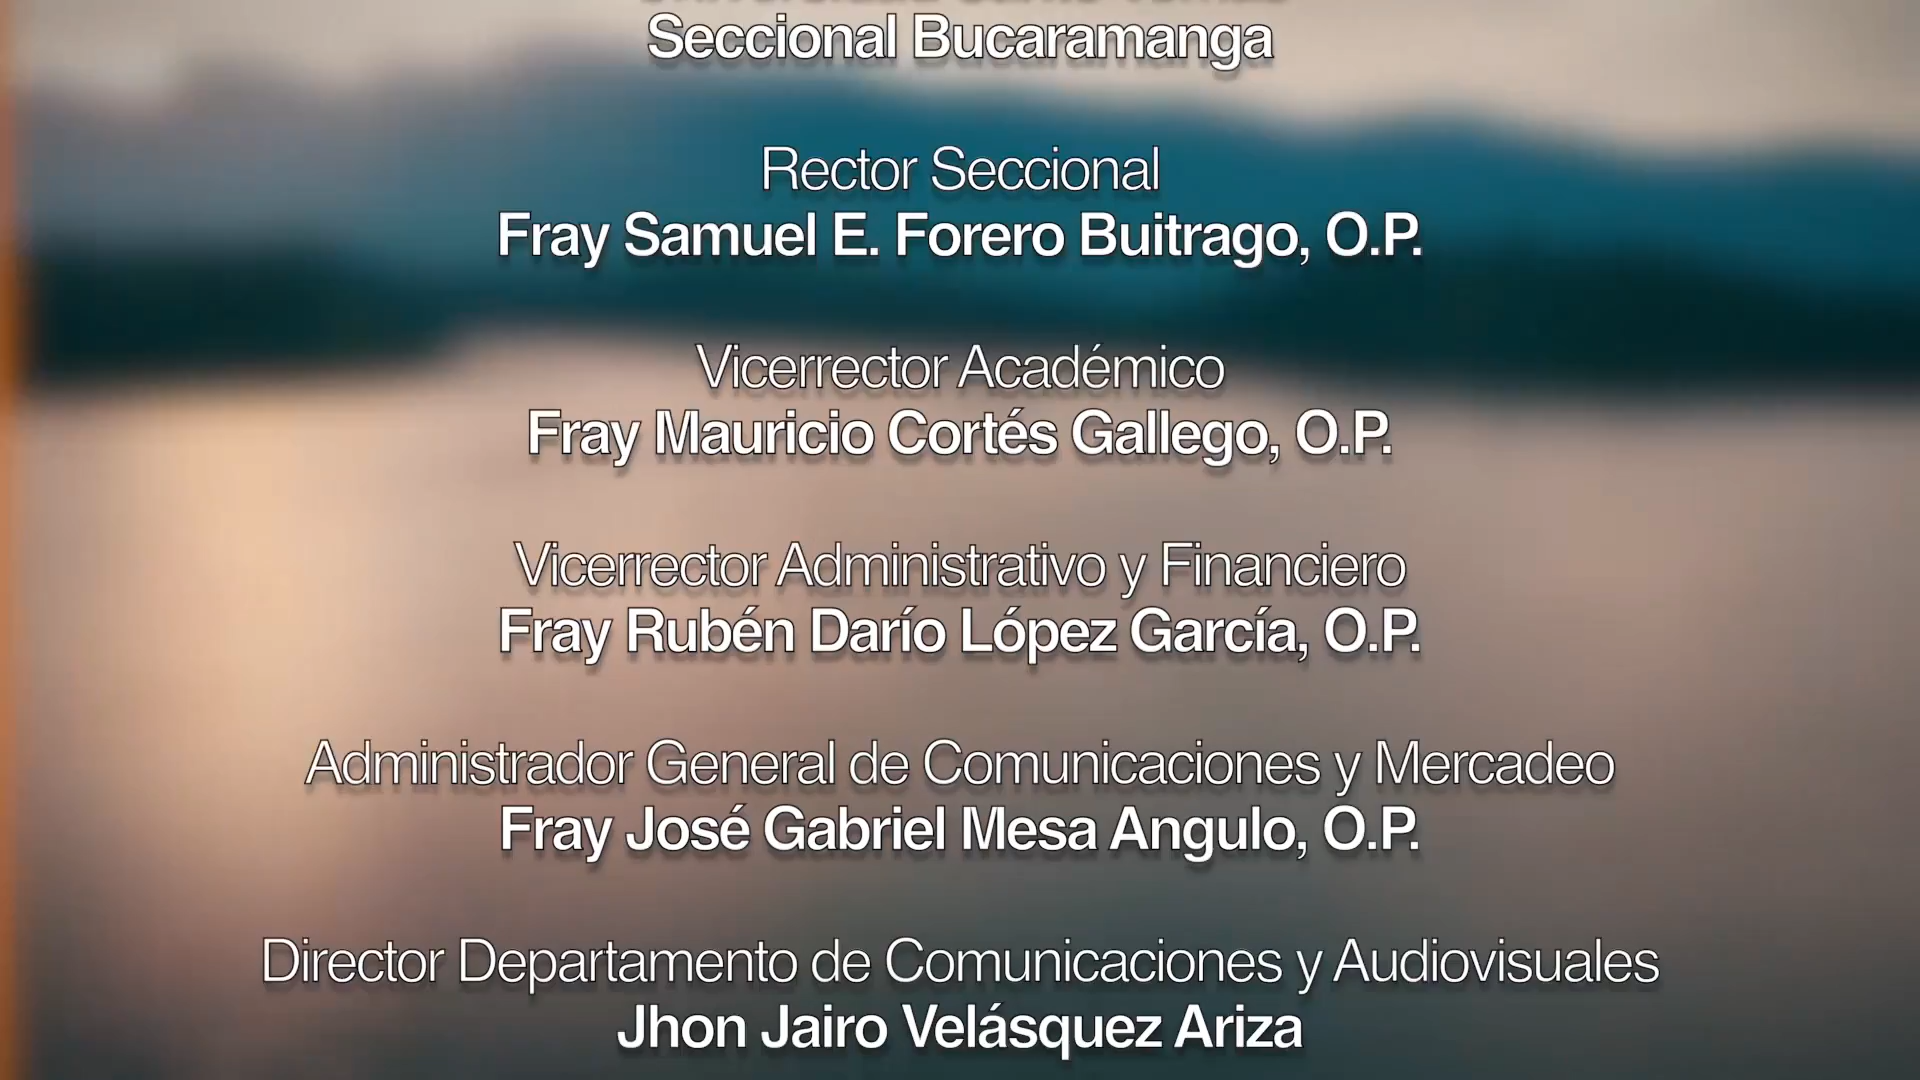 Seccional Bucaramanga
Rector Seccional
Fray Samuel E. Forero Buitrago, O.P.
Vicerrector Académico
Fray Mauricio Cortés Gallego, O.P.
Vicerrector Administrativo y Financiero
Fray Rubén Darío López García, O.P.
Administrador General de Comunicaciones y Mercadeo
Fray José Gabriel Mesa Angulo, O.P.
Director Departamento de Comunicaciones y Audiovisuales
Jhon Jairo Velásquez Ariza